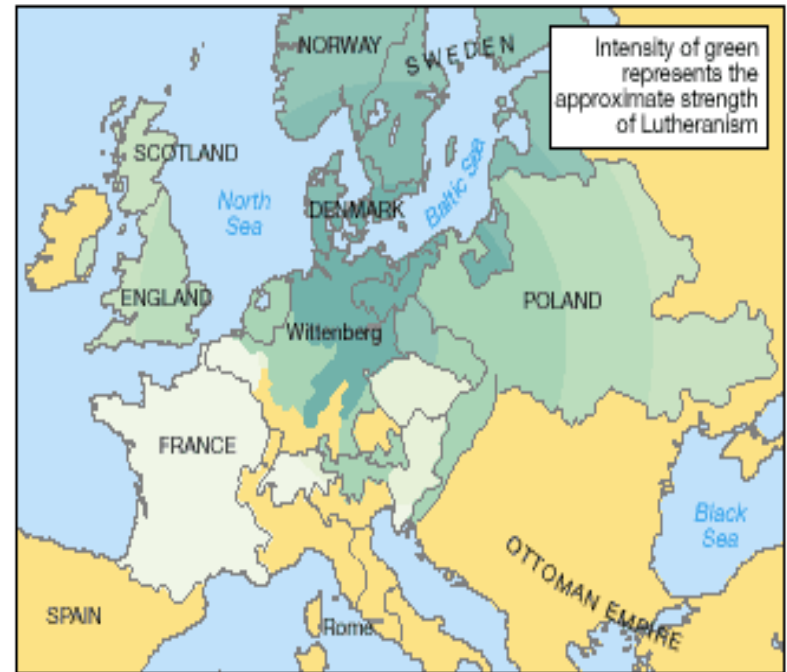 NORWAY
SWEDEN
Intensity of green
represents the
approximate strength
of Lutheranism
SCOTLAND
North
Sea
DENMARK
Baltic Sea
ENGLAND
POLAND
Wittenberg
FRANCE
Black
Sea
OTTOMAN EMPIRE
SPAIN
Rome